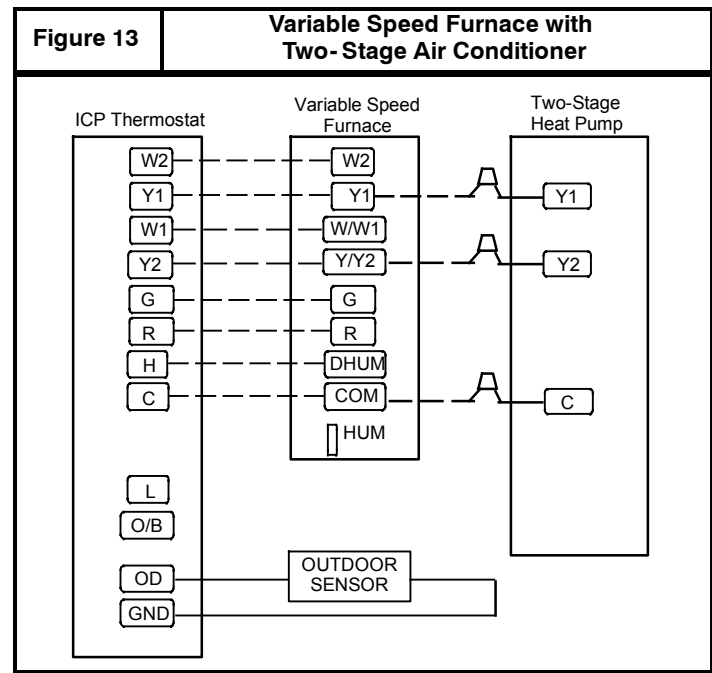 Figure 13
Variable Speed Furnace with
Two- Stage Air Conditioner
ICP Thermostat
Variable Speed
Furnace
Two-Stage
Heat Pump
W2
W2
Y1
Y1
Y1
W1
W/W1
Y2
Y/Y2
Y2
G
G
R
R
H
DHUM
C
COM
C
HUM
L
O/B
OD
OUTDOOR
SENSOR
GND